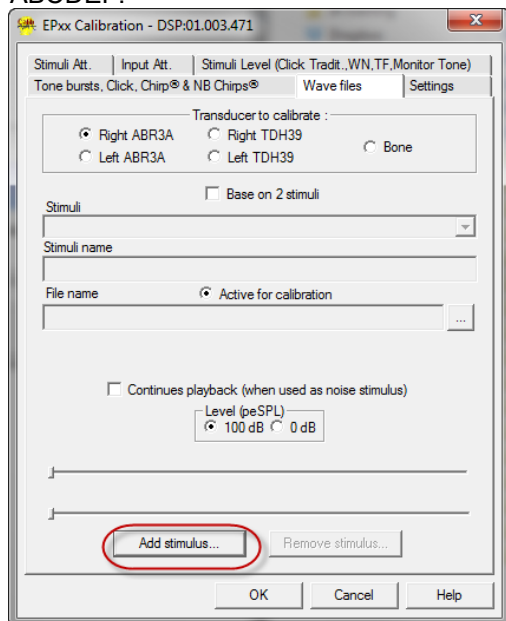 EPxx Calibration - DSP:01.003.471
Stimuli Att. Input Att. Stimuli Level (Click Tradit.,WN,TF,Monitor Tone)
Tone bursts, Click, Chirp® & NB Chirps® Wave files Settings
Transducer to calibrate :
Right ABR3A Right TDH39
Bone
Left ABR3A Left TDH39
Base on 2 stimuli
Stimuli
Stimuli name
File name Active for calibration
...
Continues playback (when used as noise stimulus)
Level (peSPL)
100 dB 0 dB
Add stimulus... Remove stimulus...
OK Cancel Help